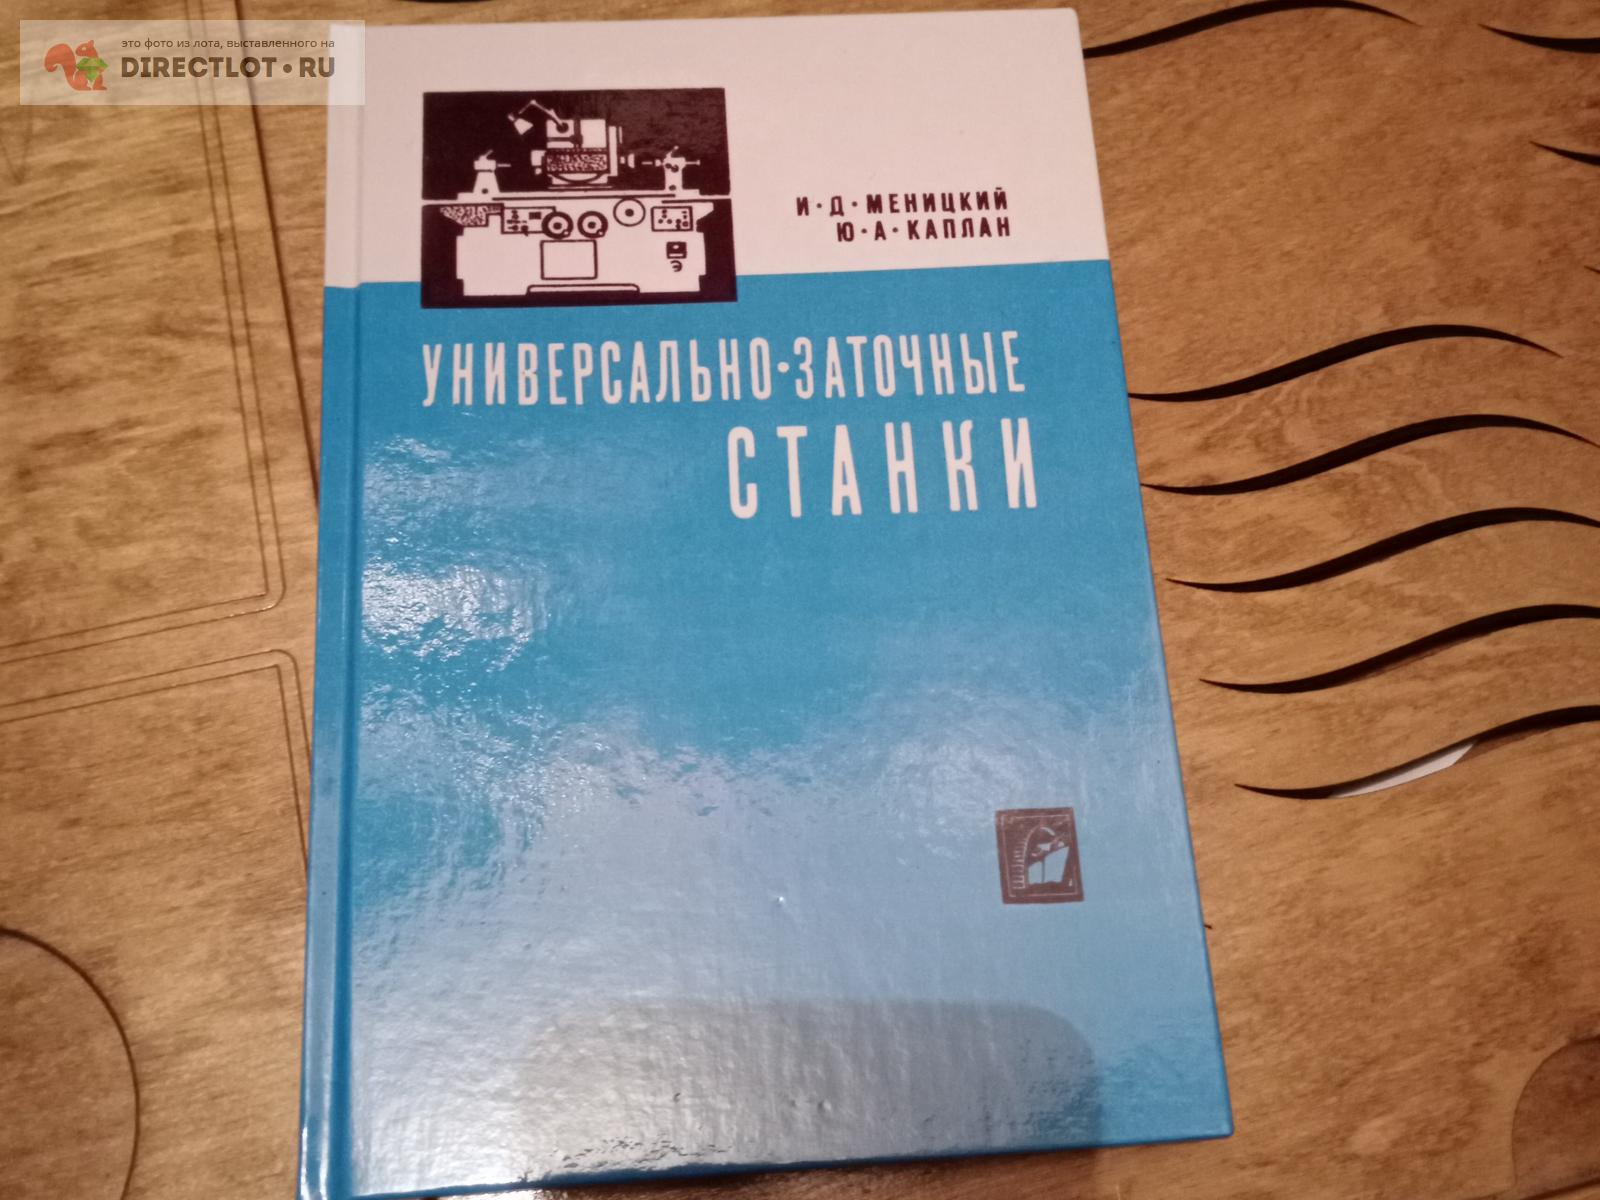 это фото из лота, выставленного на
DIRECTLOT•RU
И•Д•МЕНИЦКИЙ
Ю•А•КАПЛАН
УНИВЕРСАЛЬНО•ЗАТОЧНЫЕ
СТАНКИ